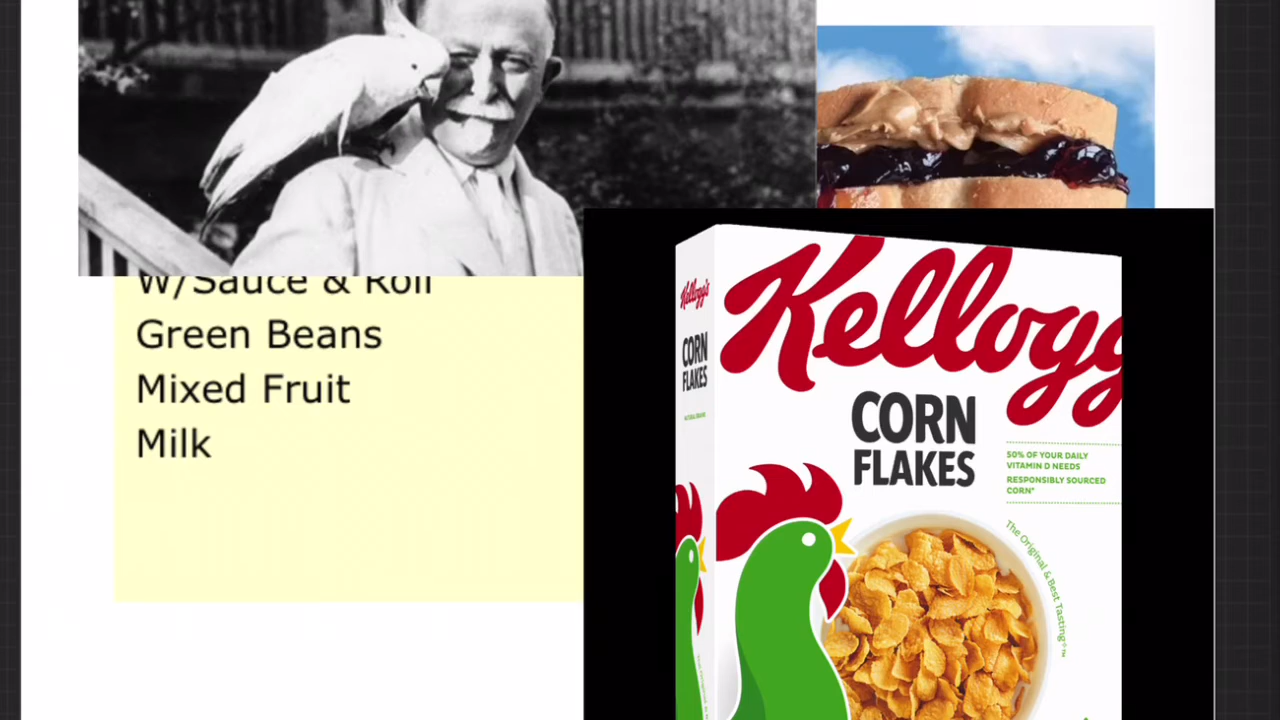 W/Sauce & Roll
Green Beans
Mixed Fruit
Milk
Kellogg
Kellogg's
CORN
FLAKES
CORN
FLAKES
50% OF YOUR DAILY
VITAMIN D NEEDS
RESPONSIBLY SOURCED
CORN*
The Original & Best Tasting